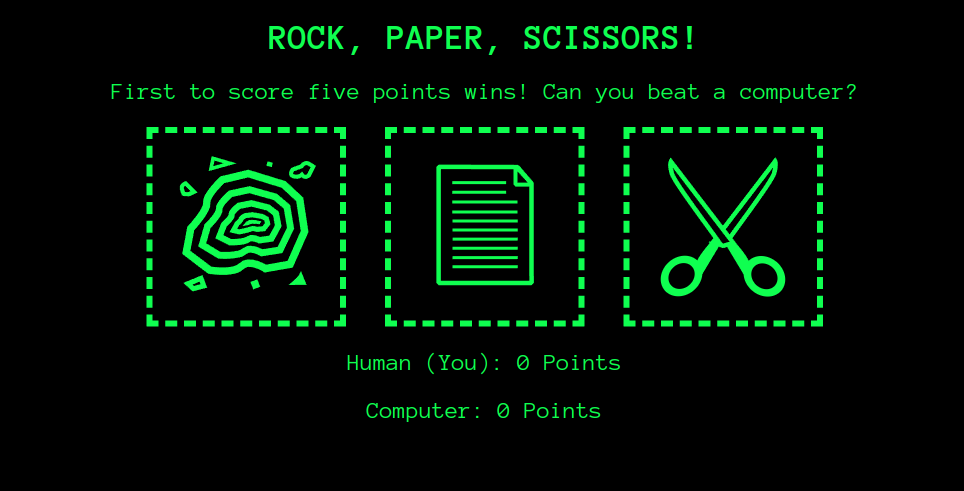 ROCK, PAPER, SCISSORS!
First to score five points wins! Can you beat a computer?
Human (You): 0 Points
Computer: 0 Points